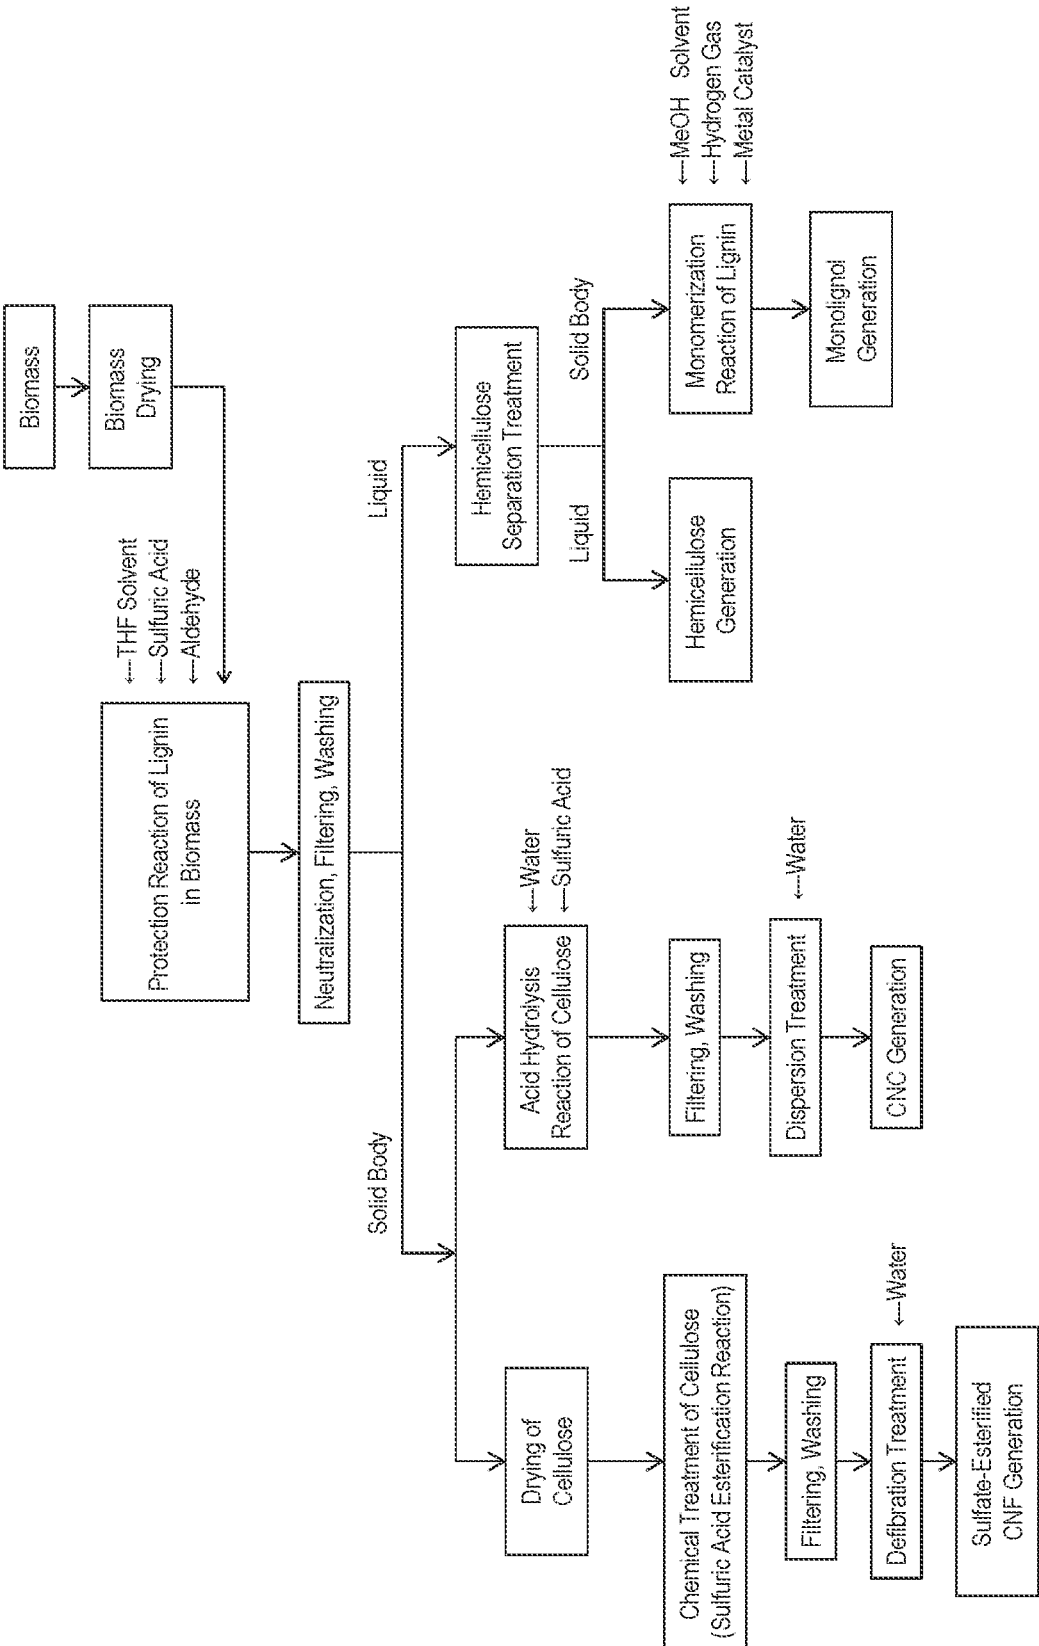 Biomass
Biomass
Drying
←THF Solvent
←Sulfuric Acid
←Aldehyde
Protection Reaction of Lignin
in Biomass
Neutralization, Filtering, Washing
Solid Body
Liquid
Drying of
Cellulose
Chemical Treatment of Cellulose
(Sulfuric Acid Esterification Reaction)
Filtering, Washing
Defibration Treatment
←Water
Sulfate-Esterified
CNF Generation
Acid Hydrolysis
Reaction of Cellulose
←Water
←Sulfuric Acid
Filtering, Washing
Dispersion Treatment
←Water
CNC Generation
Hemicellulose
Separation Treatment
Liquid
Solid Body
Hemicellulose
Generation
Monomerization
Reaction of Lignin
←MeOH Solvent
←Hydrogen Gas
←Metal Catalyst
Monolignol
Generation